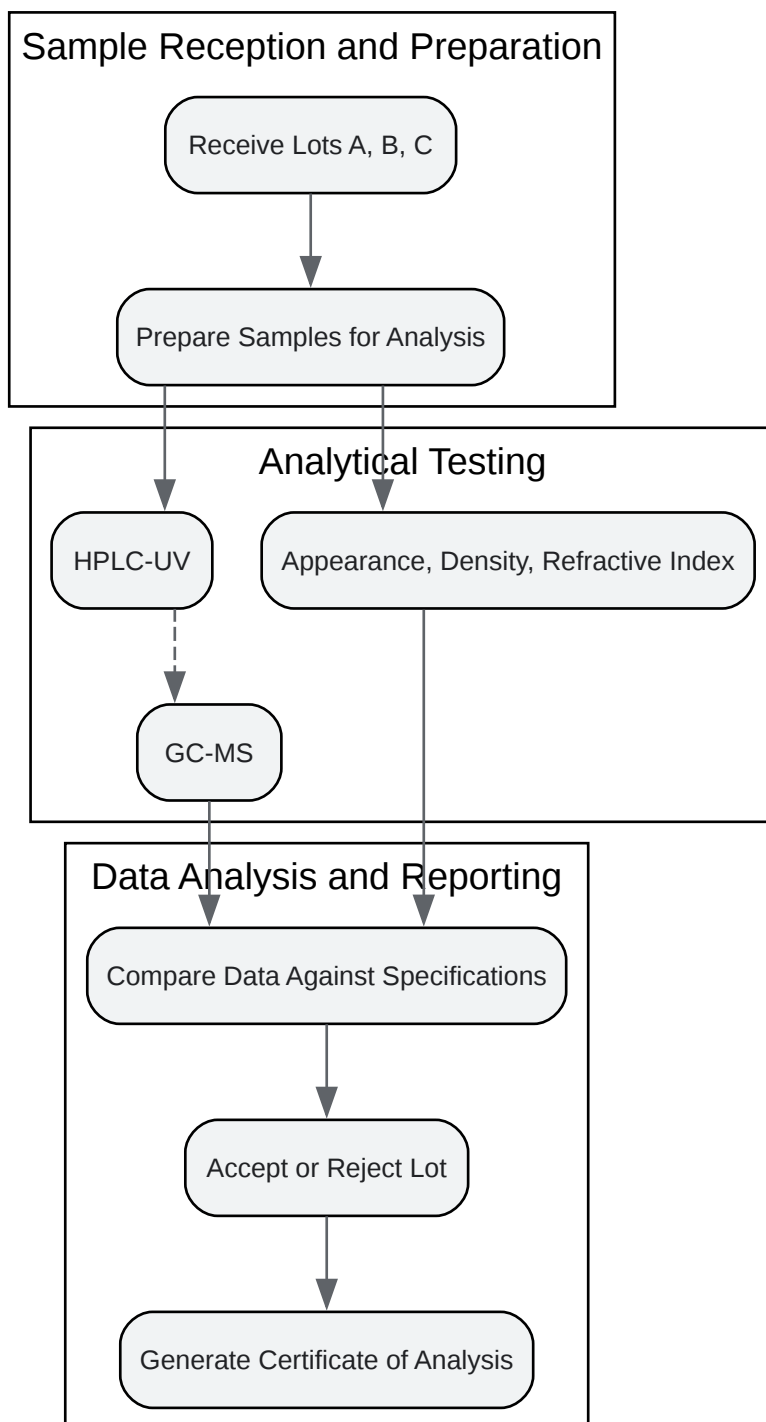 Sample Reception and Preparation
Receive Lots A, B, C
Prepare Samples for Analysis
Analytical Testing
HPLC-UV
Appearance, Density, Refractive Index
GC-MS
Data Analysis and Reporting
Compare Data Against Specifications
Accept or Reject Lot
Generate Certificate of Analysis